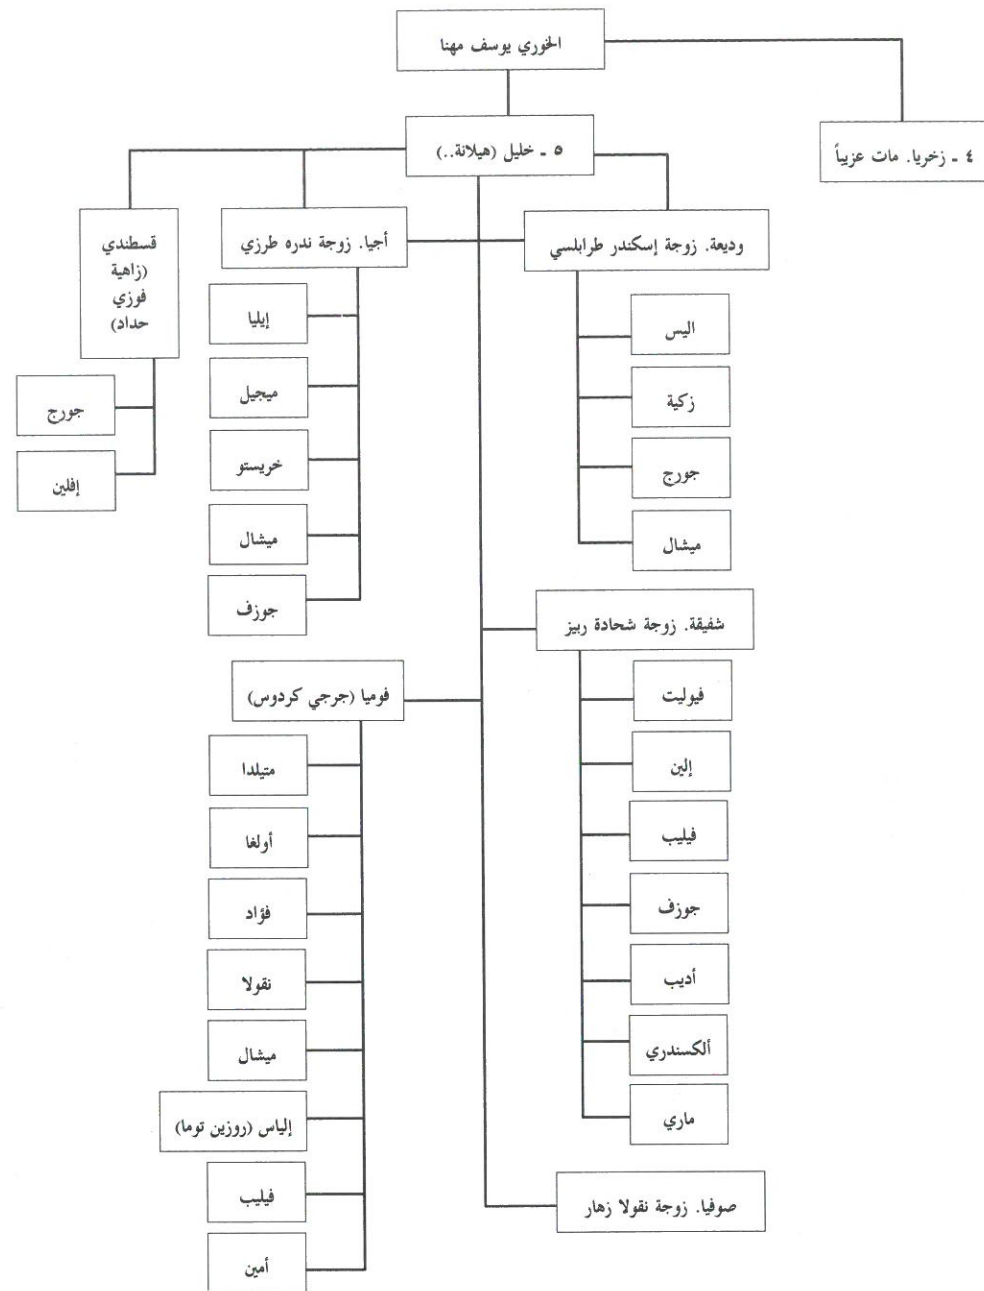 الخوري يوسف مهنا
٤ ـ زخريا. مات عزيباً
٥ ـ خليل (هيلانة..)
وديعة. زوجة إسكندر طرابلسي
اليس
زكية
جورج
ميشال
أجيا. زوجة ندره طرزي
إيليا
ميجيل
خريستو
ميشال
جوزف
قسطندي
(زاهية
فوزي
حداد)
جورج
إفلين
شفيقة. زوجة شحادة ربيز
فيوليت
إلين
فيليب
جوزف
أديب
ألكسندري
ماري
فوميا (جرجي كردوس)
متيلدا
أولغا
فؤاد
نقولا
ميشال
إلياس (روزين توما)
فيليب
أمين
صوفيا. زوجة نقولا زهار